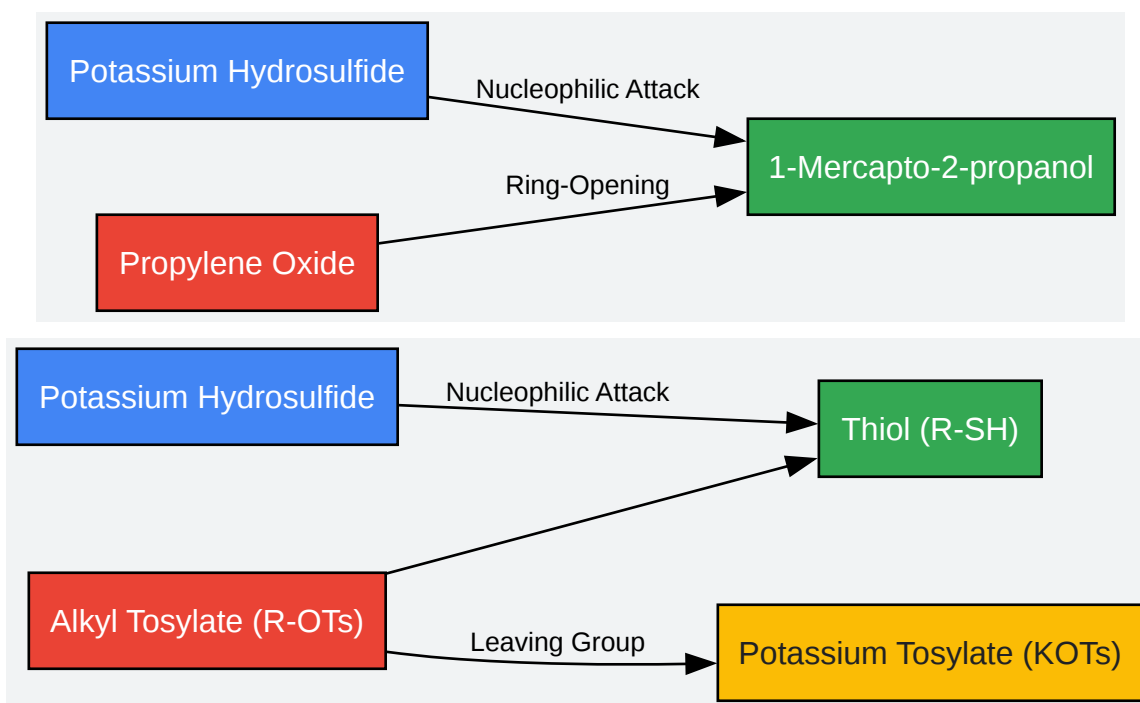 Potassium Hydrosulfide
Nucleophilic Attack
1-Mercapto-2-propanol
Ring-Opening
Propylene Oxide
Potassium Hydrosulfide
Nucleophilic Attack
Thiol (R-SH)
Alkyl Tosylate (R-OTs)
Leaving Group
Potassium Tosylate (KOTs)